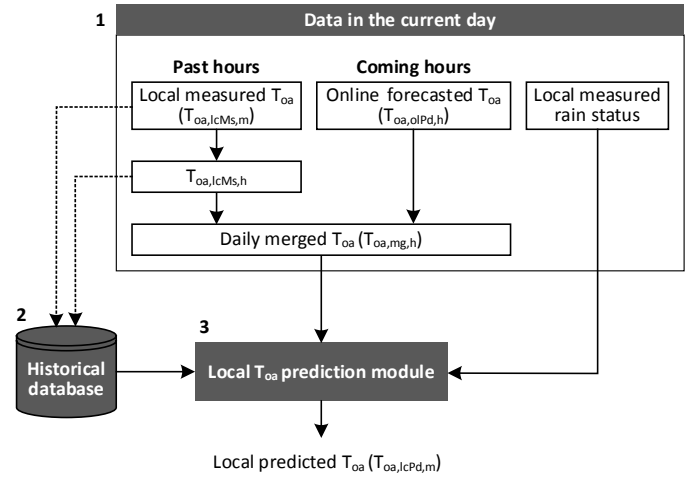 1
Data in the current day
Past hours
Coming hours
Local measured Toa
(Toa,lcMs,m)
Online forecasted Toa
(Toa,olPd,h)
Local measured
rain status
Toa,lcMs,h
Daily merged Toa (Toa,mg,h)
2
Historical
database
3
Local Toa prediction module
Local predicted Toa (Toa,lcPd,m)